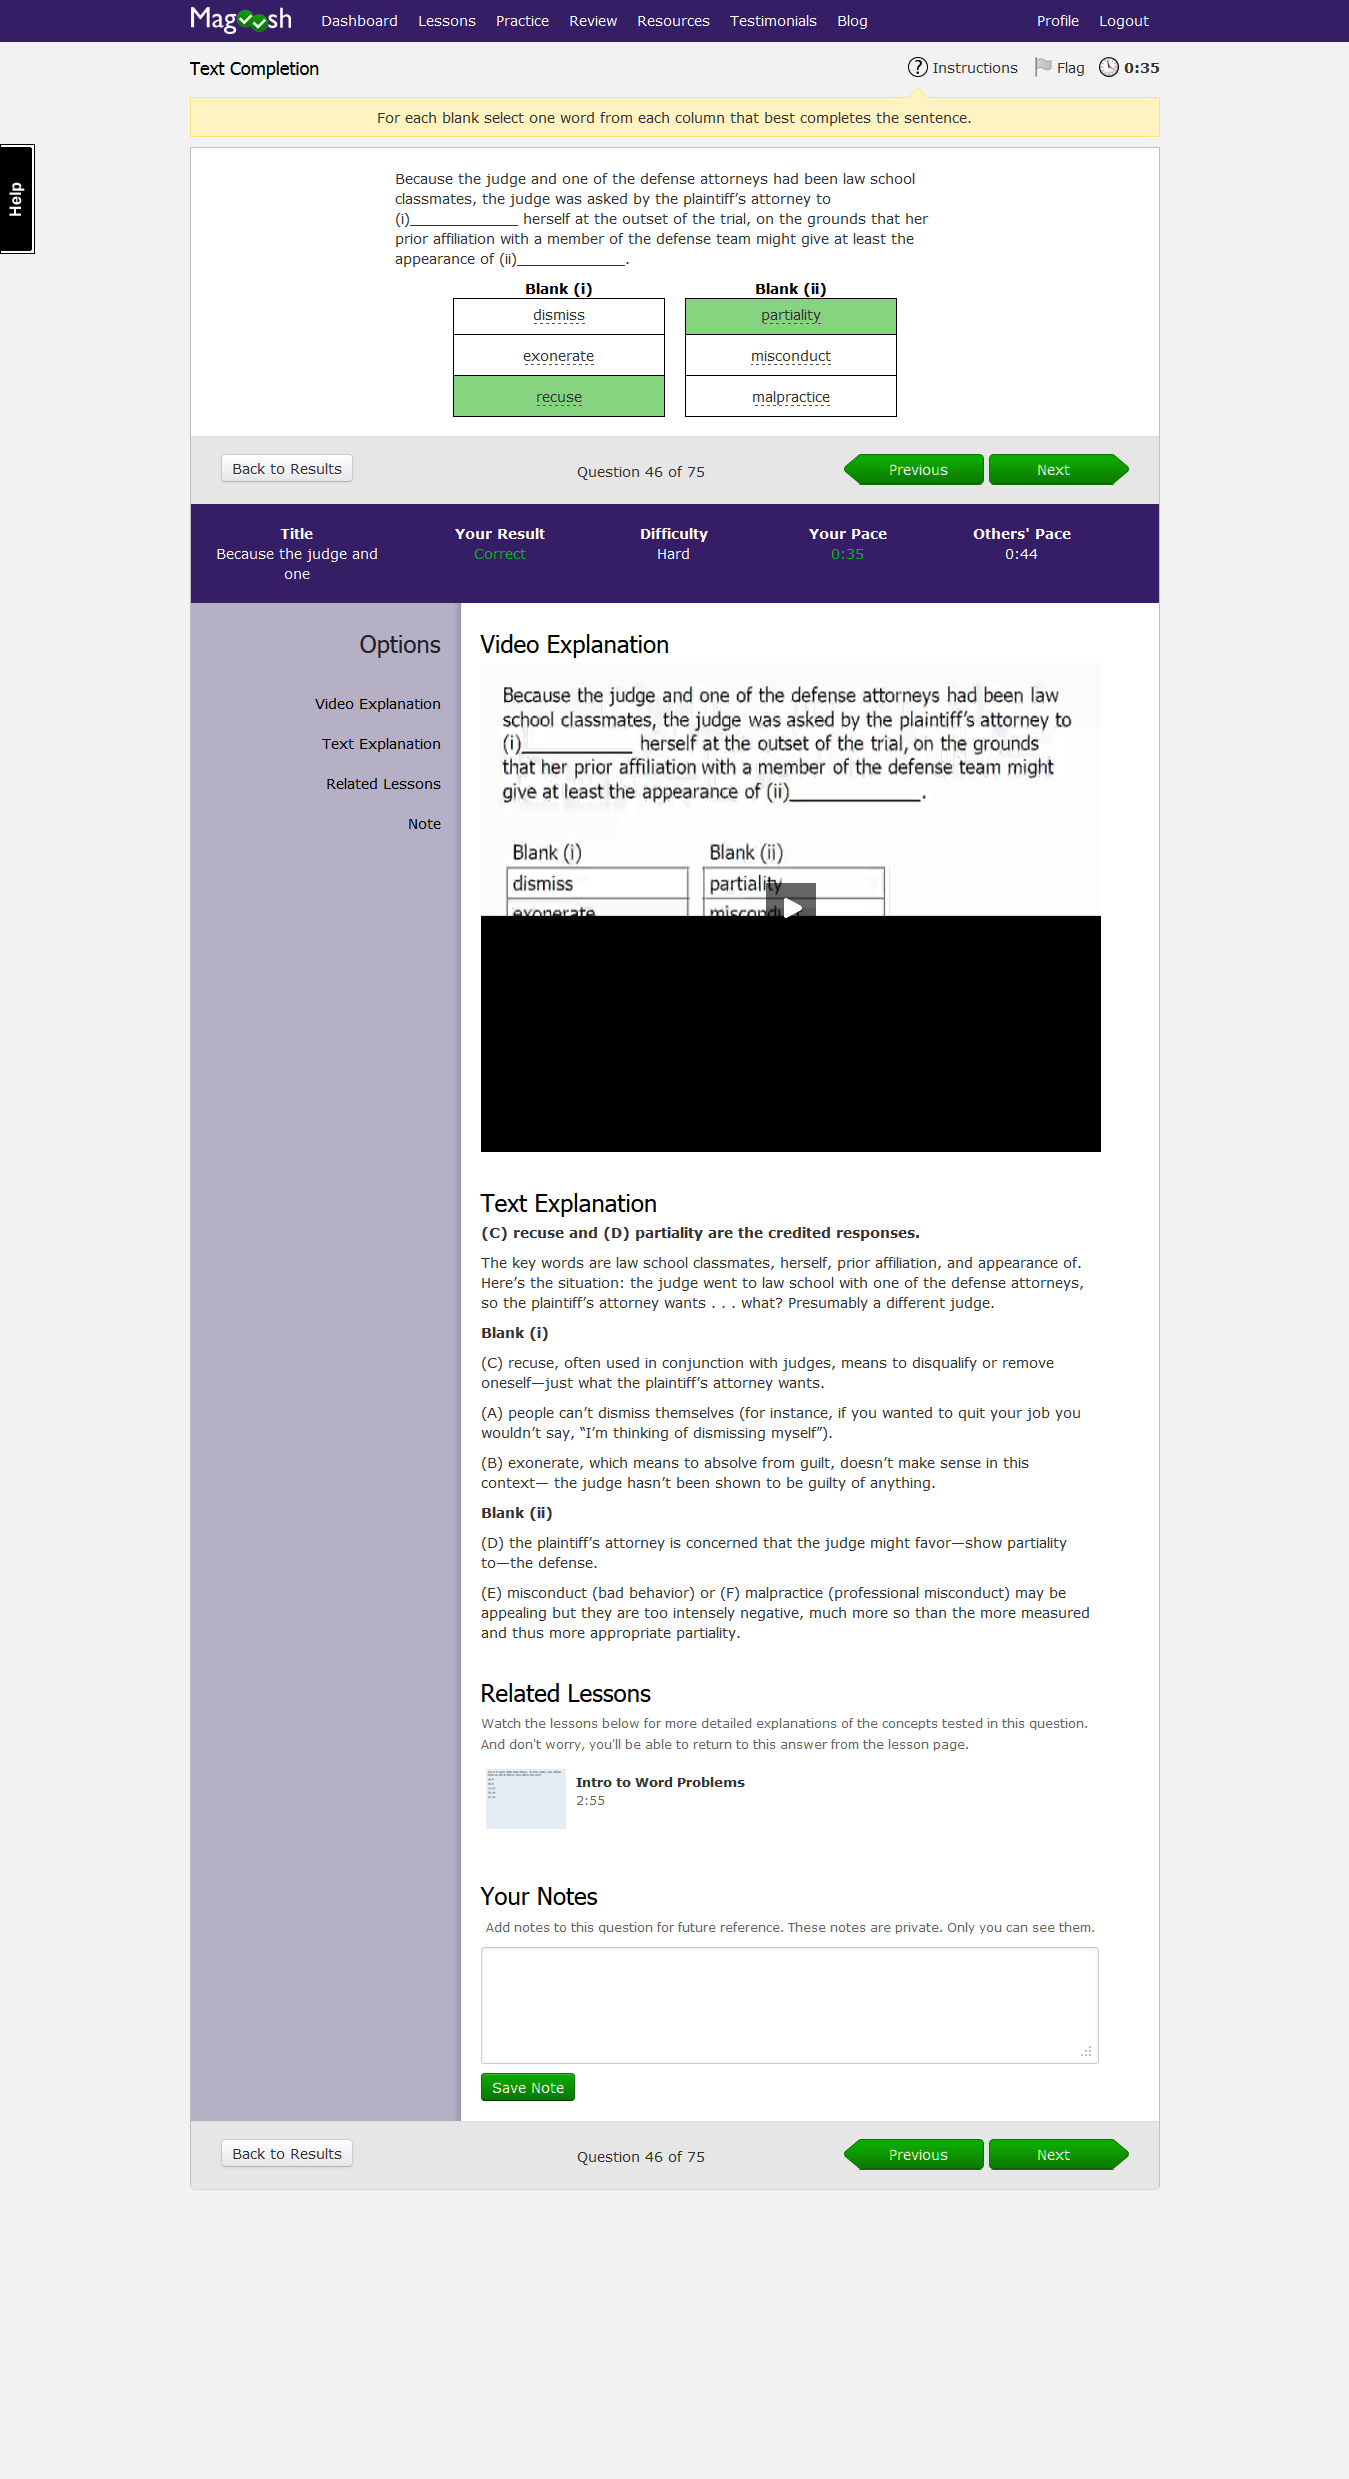 Magoosh Dashboard Lessons Practice Review Resources Testimonials Blog Profile Logout
Text Completion
Instructions Flag 0:35
For each blank select one word from each column that best completes the sentence.
Help
Because the judge and one of the defense attorneys had been law school
classmates, the judge was asked by the plaintiff's attorney to
(i)_____________ herself at the outset of the trial, on the grounds that her
prior affiliation with a member of the defense team might give at least the
appearance of (ii)_____________.
Blank (i) Blank (ii)
dismiss partiality
exonerate misconduct
recuse malpractice
Back to Results Question 46 of 75 Previous Next
Title Your Result Difficulty Your Pace Others' Pace
Because the judge and Correct Hard 0:35 0:44
one
Options
Video Explanation
Text Explanation
Related Lessons
Note
Video Explanation
Because the judge and one of the defense attorneys had been law
school classmates, the judge was asked by the plaintiff's attorney to
(i)___________ herself at the outset of the trial, on the grounds
that her prior affiliation with a member of the defense team might
give at least the appearance of (ii)_____________.
Blank (i) Blank (ii)
dismiss partiality
exonerate
Text Explanation
(C) recuse and (D) partiality are the credited responses.
The key words are law school classmates, herself, prior affiliation, and appearance of.
Here’s the situation: the judge went to law school with one of the defense attorneys,
so the plaintiff’s attorney wants . . . what? Presumably a different judge.
Blank (i)
(C) recuse, often used in conjunction with judges, means to disqualify or remove
oneself—just what the plaintiff’s attorney wants.
(A) people can’t dismiss themselves (for instance, if you wanted to quit your job you
wouldn’t say, “I’m thinking of dismissing myself”).
(B) exonerate, which means to absolve from guilt, doesn’t make sense in this
context— the judge hasn’t been shown to be guilty of anything.
Blank (ii)
(D) the plaintiff’s attorney is concerned that the judge might favor—show partiality
to—the defense.
(E) misconduct (bad behavior) or (F) malpractice (professional misconduct) may be
appealing but they are too intensely negative, much more so than the more measured
and thus more appropriate partiality.
Related Lessons
Watch the lessons below for more detailed explanations of the concepts tested in this question.
And don't worry, you'll be able to return to this answer from the lesson page.
Intro to Word Problems
2:55
Your Notes
Add notes to this question for future reference. These notes are private. Only you can see them.
Save Note
Back to Results Question 46 of 75 Previous Next